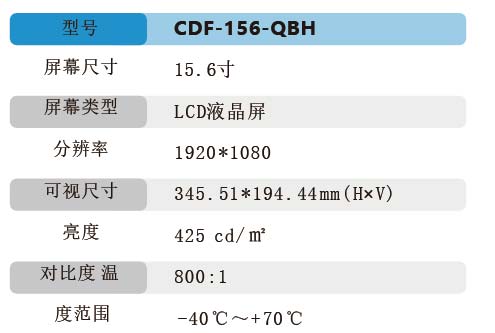 型号 CDF-156-QBH
屏幕尺寸 15.6寸
屏幕类型 LCD液晶屏
分辨率 1920*1080
可视尺寸 345.51*194.44mm(H×V)
亮度 425 cd/㎡
对比度 温 800:1
度范围 -40℃～+70℃